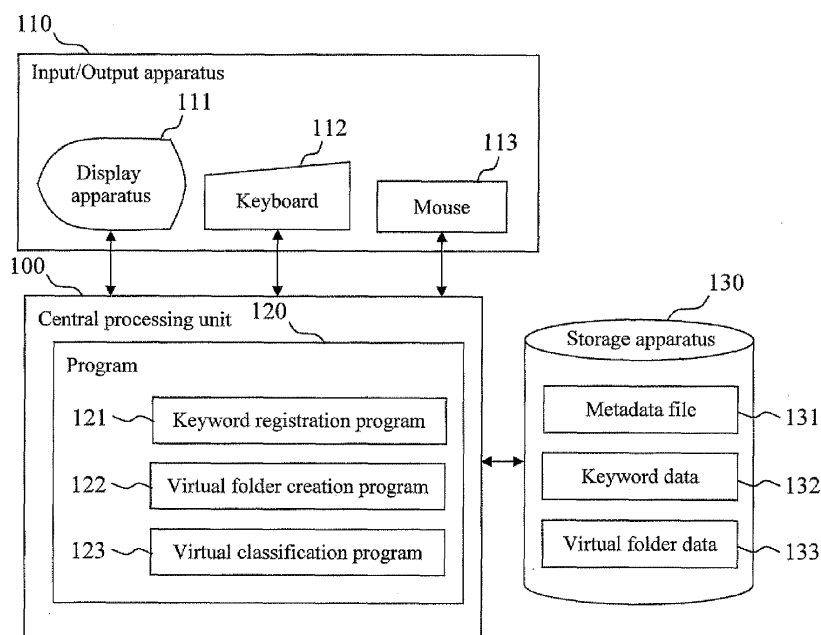 110
Input/Output apparatus
111
112
113
Display
apparatus
Keyboard
Mouse
100
Central processing unit
120
130
Storage apparatus
Program
121
Keyword registration program
122
Virtual folder creation program
123
Virtual classification program
Metadata file
131
Keyword data
132
Virtual folder data
133